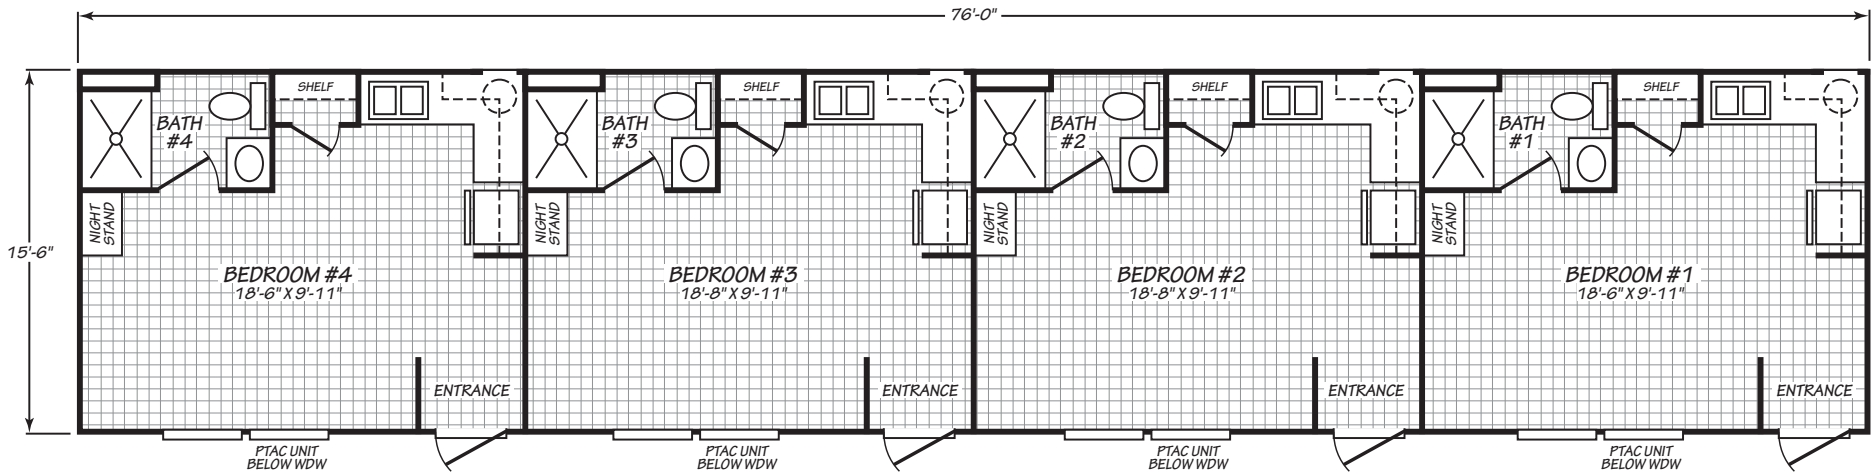 76'-0"
SHELF
SHELF
SHELF
SHELF
BATH
#4
BATH
#3
BATH
#2
BATH
#1
NIGHT
STAND
NIGHT
STAND
NIGHT
STAND
NIGHT
STAND
15'-6"
BEDROOM #4
18'-6" X 9'-11"
BEDROOM #3
18'-8" X 9'-11"
BEDROOM #2
18'-8" X 9'-11"
BEDROOM #1
18'-6" X 9'-11"
ENTRANCE
ENTRANCE
ENTRANCE
ENTRANCE
PTAC UNIT
BELOW WDW
PTAC UNIT
BELOW WDW
PTAC UNIT
BELOW WDW
PTAC UNIT
BELOW WDW